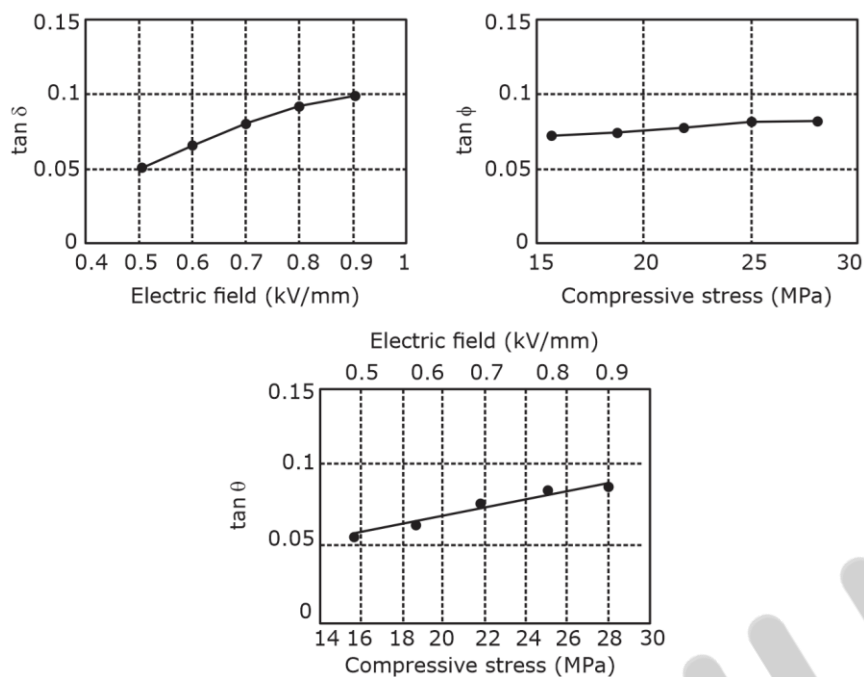 0.15
0.1
0.05
0
tan δ
0.4 0.5 0.6 0.7 0.8 0.9 1
Electric field (kV/mm)
0.15
0.1
0.05
0
tan ϕ
15 20 25 30
Compressive stress (MPa)
Electric field (kV/mm)
0.5 0.6 0.7 0.8 0.9
0.15
0.1
0.05
0
tan θ
14 16 18 20 22 24 26 28 30
Compressive stress (MPa)